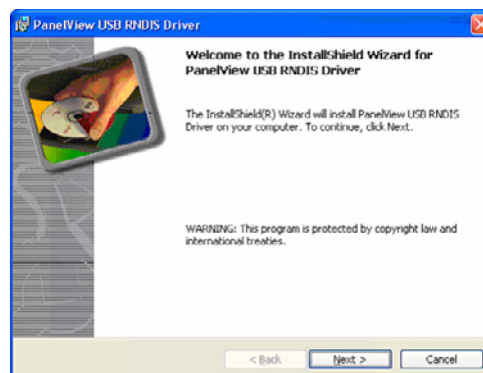 PanelView USB RNDIS Driver
Welcome to the InstallShield Wizard for
PanelView USB RNDIS Driver
The InstallShield(R) Wizard will install PanelView USB RNDIS
Driver on your computer. To continue, click Next.
WARNING: This program is protected by copyright law and
international treaties.
< Back
Next >
Cancel